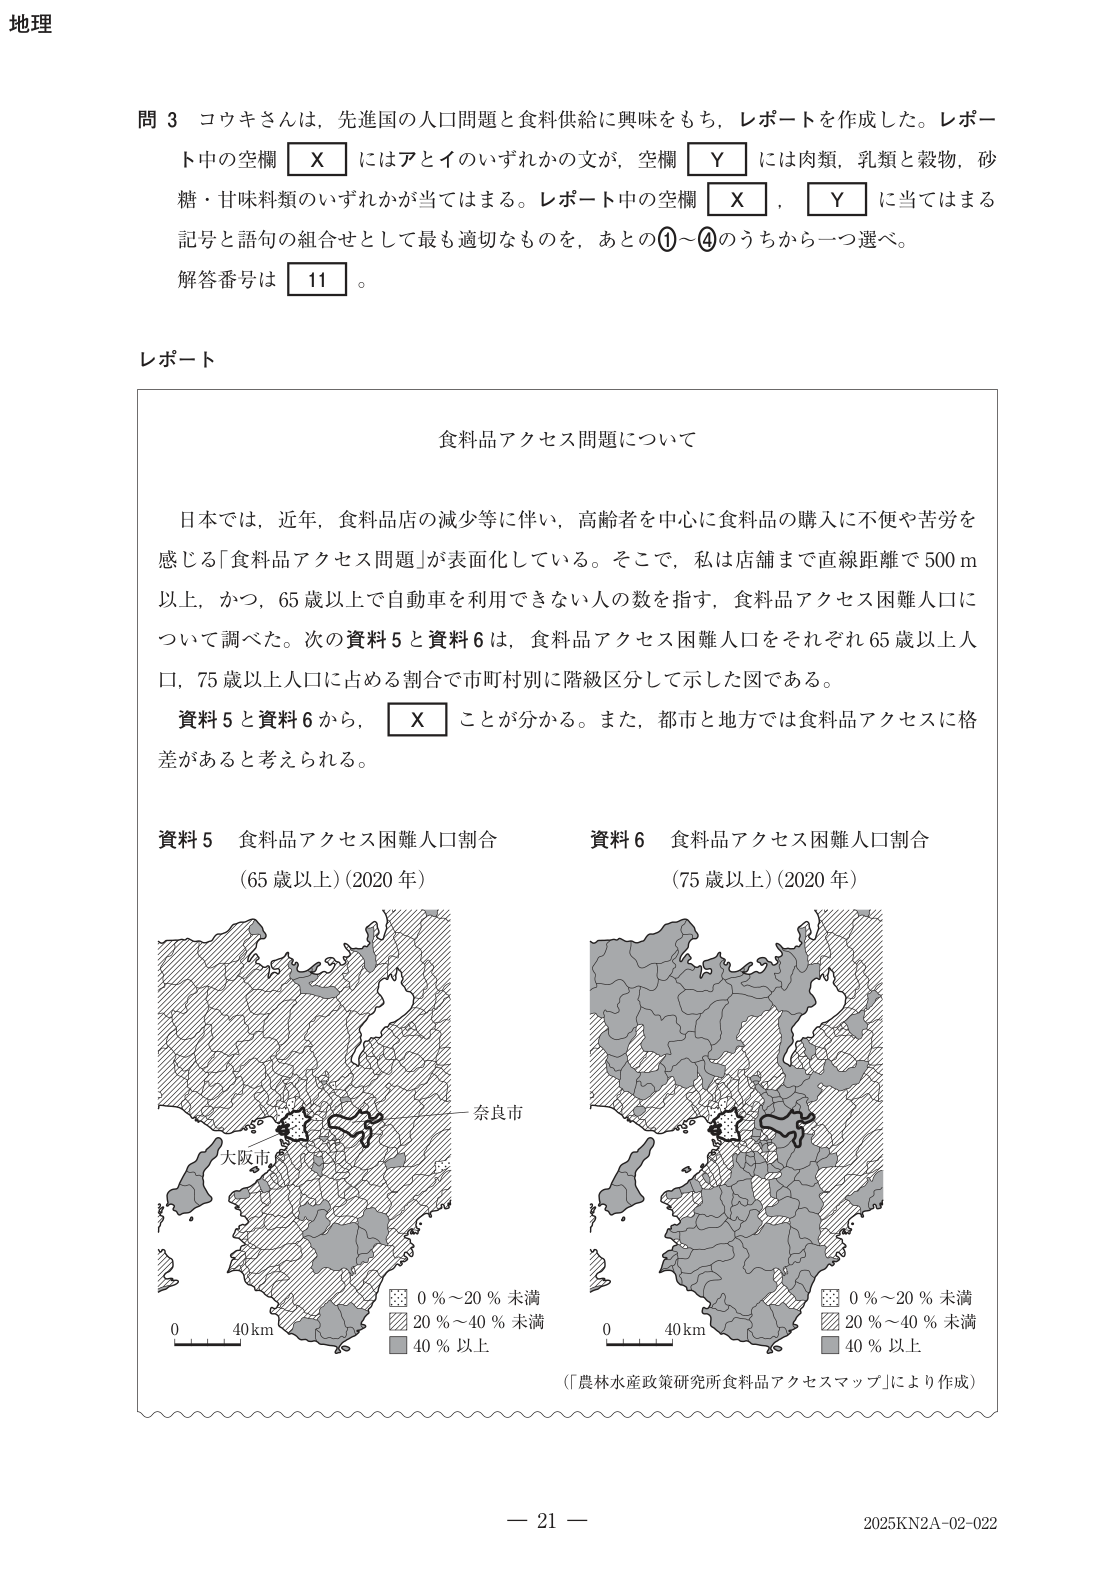 地理
問 3 コウキさんは，先進国の人口問題と食料供給に興味をもち，レポートを作成した。レポー
ト中の空欄 X にはアとイのいずれかの文が，空欄 Y には肉類，乳類と穀物，砂
糖・甘味料類のいずれかが当てはまる。レポート中の空欄 X ， Y に当てはまる
記号と語句の組合せとして最も適切なものを，あとの①～④のうちから一つ選べ。
解答番号は 11 。
レポート
食料品アクセス問題について
日本では，近年，食料品店の減少等に伴い，高齢者を中心に食料品の購入に不便や苦労を
感じる「食料品アクセス問題」が表面化している。そこで，私は店舗まで直線距離で 500 m
以上，かつ，65 歳以上で自動車を利用できない人の数を指す，食料品アクセス困難人口に
ついて調べた。次の資料 5 と資料 6 は，食料品アクセス困難人口をそれぞれ 65 歳以上人
口，75 歳以上人口に占める割合で市町村別に階級区分して示した図である。
資料 5 と資料 6 から， X ことが分かる。また，都市と地方では食料品アクセスに格
差があると考えられる。
資料 5 食料品アクセス困難人口割合
（65 歳以上）（2020 年）
資料 6 食料品アクセス困難人口割合
（75 歳以上）（2020 年）
奈良市
大阪市
0 %～20 % 未満
20 %～40 % 未満
40 % 以上
0 40 km
0 %～20 % 未満
20 %～40 % 未満
40 % 以上
0 40 km
（「農林水産政策研究所食料品アクセスマップ」により作成）
— 21 —
2025KN2A-02-022